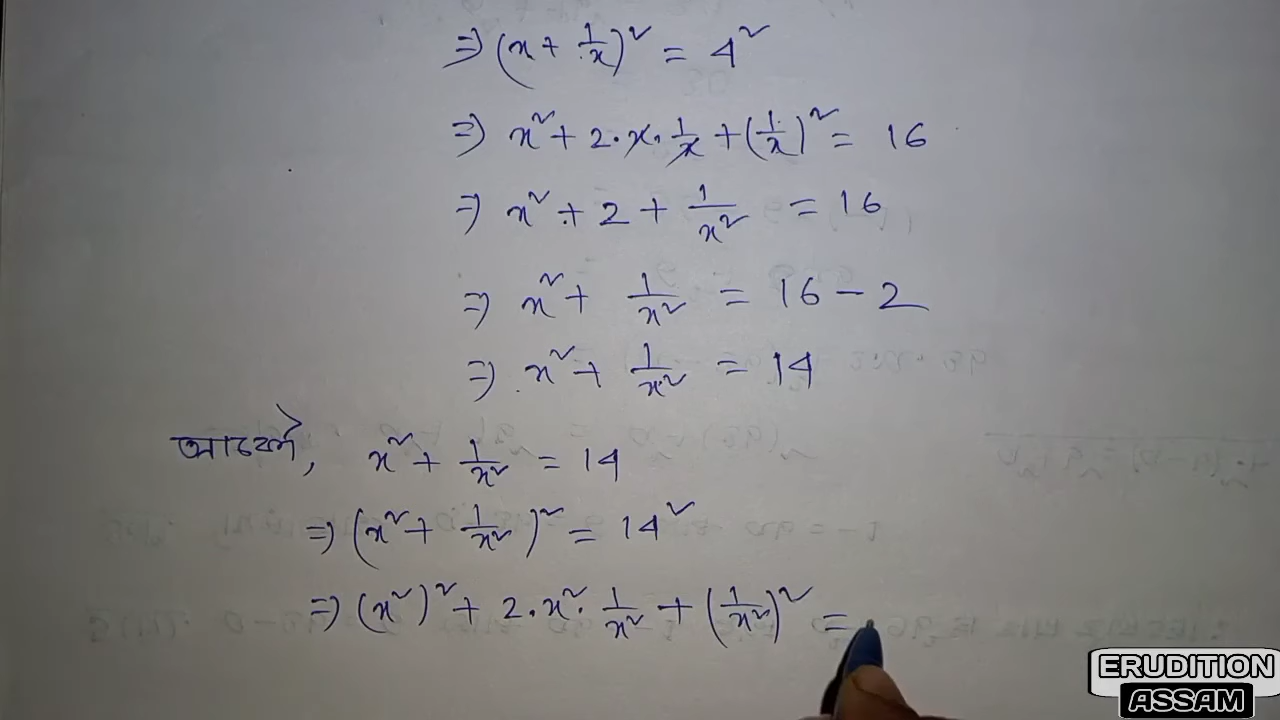 ⇒ (x + 1/x)² = 4²
⇒ x² + 2·x·1/x + (1/x)² = 16
⇒ x² + 2 + 1/x² = 16
⇒ x² + 1/x² = 16 - 2
⇒ x² + 1/x² = 14
x² + 1/x² = 14
⇒ (x² + 1/x²)² = 14²
⇒ (x²)² + 2·x²·1/x² + (1/x²)² =
ERUDITION
ASSAM